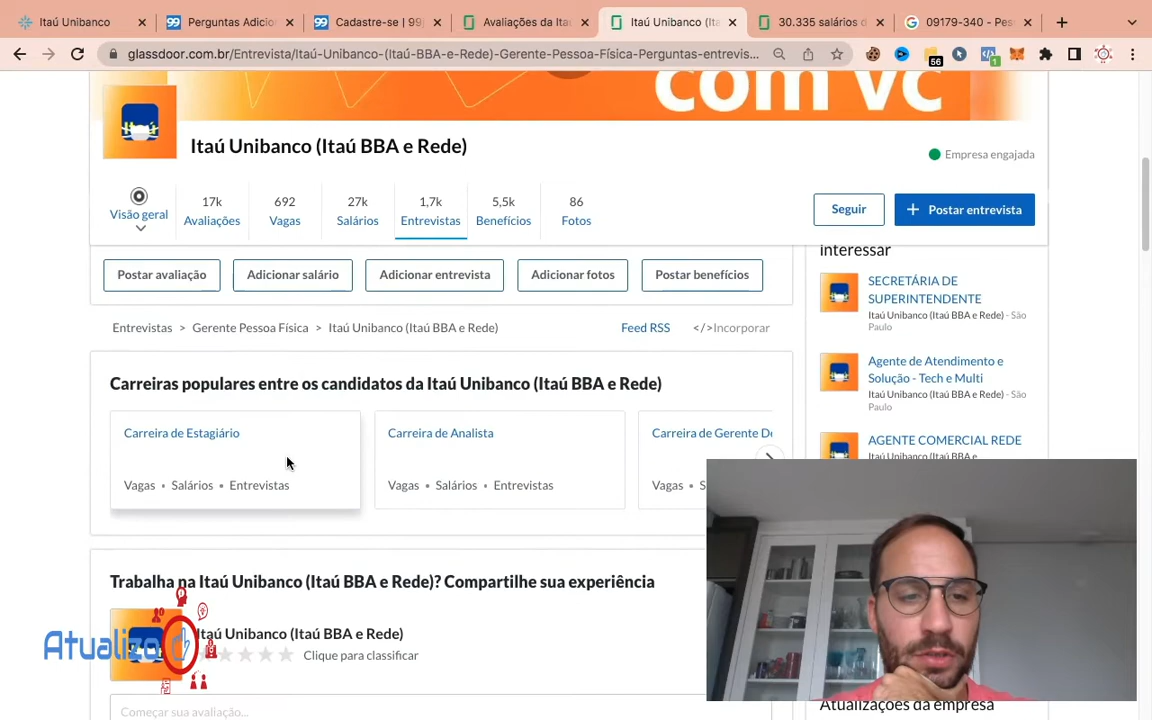 Itaú Unibanco
Perguntas Adicio
Cadastre-se | 99j
Avaliações da Ita
Itaú Unibanco (Ita
30.335 salários d
09179-340 - Pes
glassdoor.com.br/Entrevista/Itaú-Unibanco-(Itaú-BBA-e-Rede)-Gerente-Pessoa-Física-Perguntas-entrevis...
56
1
com vc
Itaú Unibanco (Itaú BBA e Rede)
Empresa engajada
Visão geral
17k
Avaliações
692
Vagas
27k
Salários
1,7k
Entrevistas
5,5k
Benefícios
86
Fotos
Seguir
+ Postar entrevista
Postar avaliação
Adicionar salário
Adicionar entrevista
Adicionar fotos
Postar benefícios
interessar
SECRETÁRIA DE
SUPERINTENDENTE
Itaú Unibanco (Itaú BBA e Rede) - São
Paulo
Entrevistas > Gerente Pessoa Física > Itaú Unibanco (Itaú BBA e Rede)
Feed RSS
</>Incorporar
Agente de Atendimento e
Solução - Tech e Multi
Itaú Unibanco (Itaú BBA e Rede) - São
Paulo
Carreiras populares entre os candidatos da Itaú Unibanco (Itaú BBA e Rede)
Carreira de Estagiário
Vagas • Salários • Entrevistas
Carreira de Analista
Vagas • Salários • Entrevistas
Carreira de Gerente De
Vagas • S
AGENTE COMERCIAL REDE
Itaú Unibanco (Itaú BBA e
Trabalha na Itaú Unibanco (Itaú BBA e Rede)? Compartilhe sua experiência
Itaú Unibanco (Itaú BBA e Rede)
Clique para classificar
Atualizo
Começar sua avaliação...
Atualizações da empresa